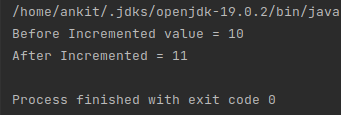 /home/ankit/.jdks/openjdk-19.0.2/bin/java
Before Incremented value = 10
After Incremented = 11
Process finished with exit code 0